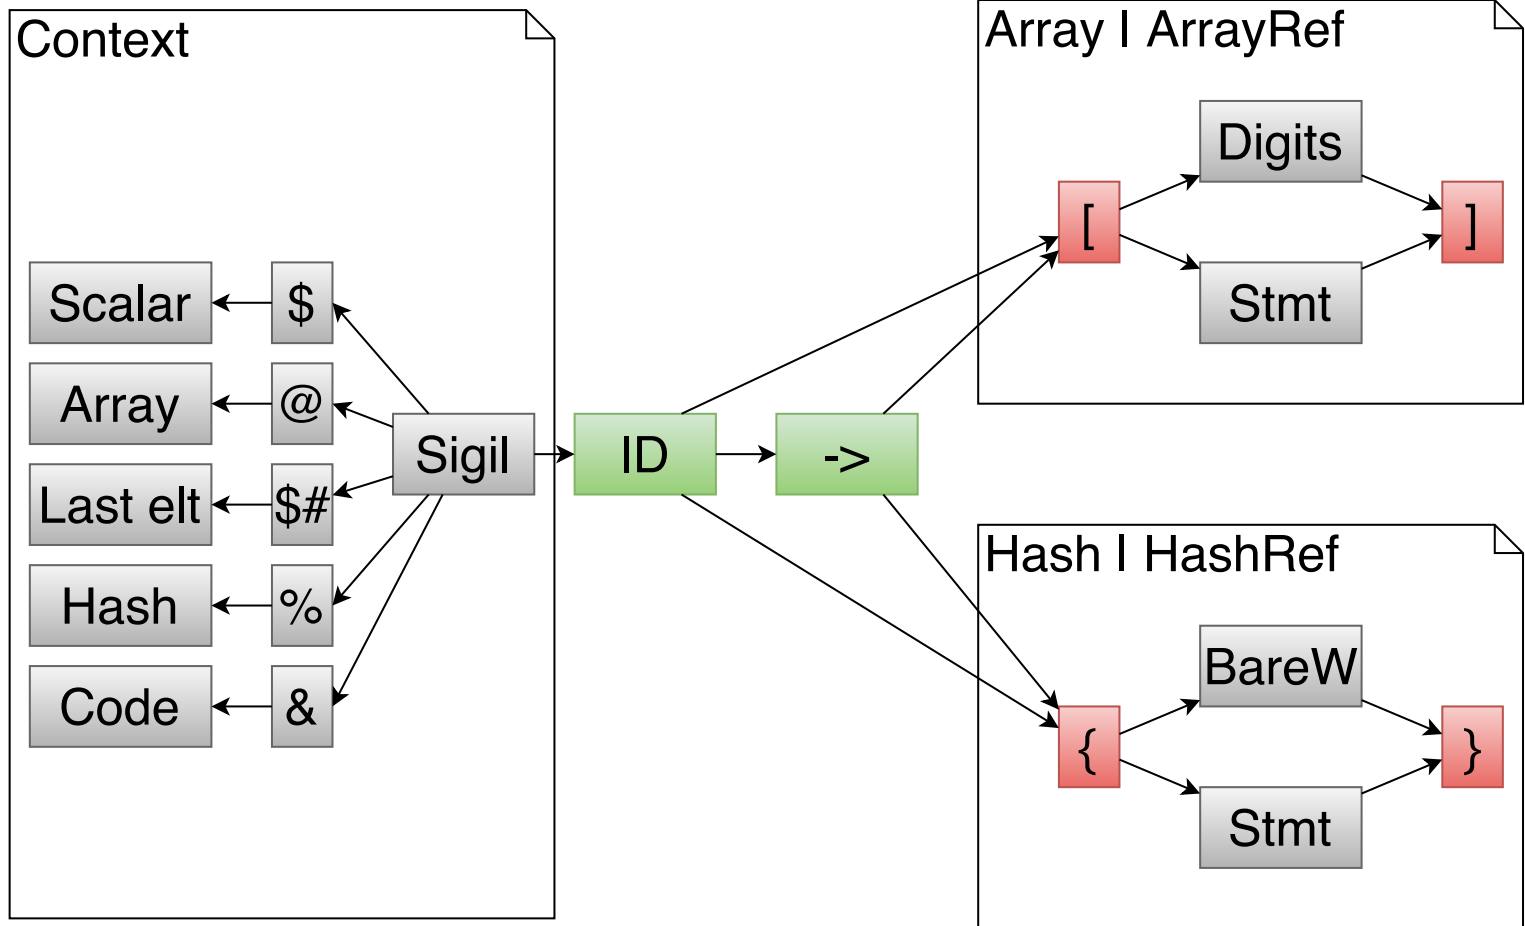 Context
Scalar
$
Array
@
Last elt
$#
Hash
%
Code
&
Sigil
ID
->
Array | ArrayRef
[
Digits
Stmt
]
Hash | HashRef
{
BareW
Stmt
}